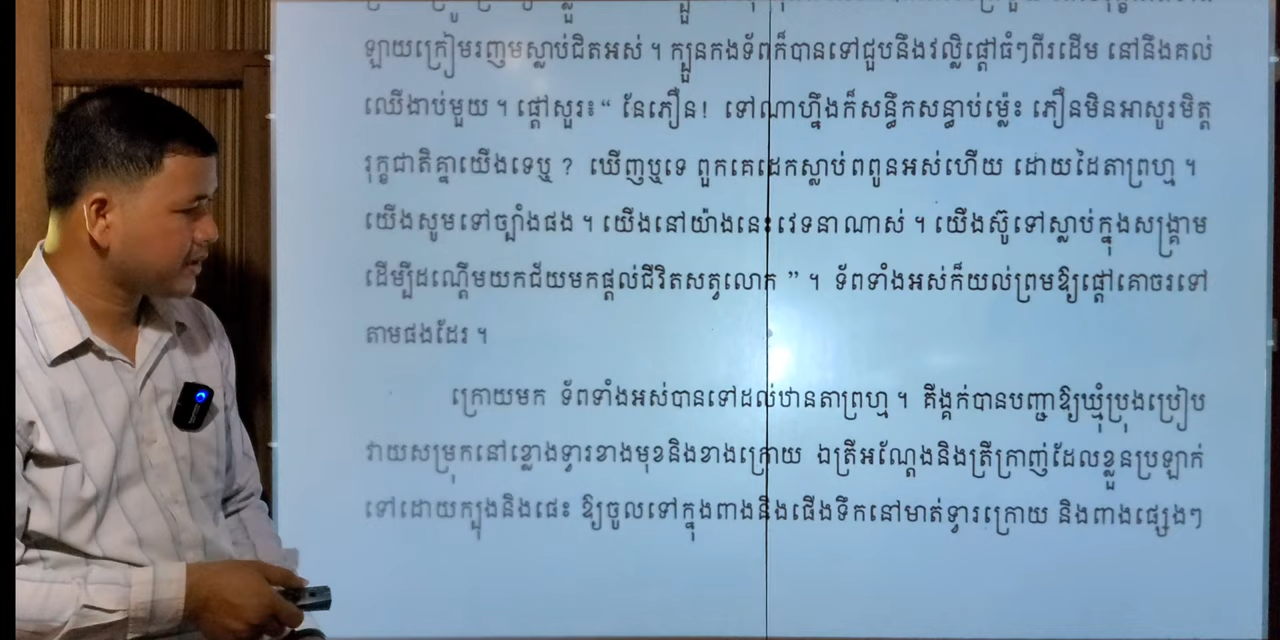 ឡាយក្រៀមរញមស្លាប់ជិតអស់ ។ ក្បួនកងទ័ពក៏បានទៅជួបនឹងវល្លិផ្ដៅធំៗពីរដើម នៅនឹងគល់
ឈើងាប់មួយ ។ ផ្ដៅសួរ៖“ នែភឿន! ទៅណាហ្នឹងក៏សន្ធឹកសន្ធាប់ម្ល៉េះ ភឿនមិនអាសូរមិត្ត
រុក្ខជាតិគ្នាយើងទេឬ ? ឃើញឬទេ ពួកគេដេកស្លាប់ពពូនអស់ហើយ ដោយដៃតាព្រហ្ម ។
យើងសូមទៅច្បាំងផង ។ យើងនៅយ៉ាងនេះវេទនាណាស់ ។ យើងស៊ូទៅស្លាប់ក្នុងសង្គ្រាម
ដើម្បីដណ្ដើមយកជ័យមកផ្ដល់ជីវិតសត្វលោក ” ។ ទ័ពទាំងអស់ក៏យល់ព្រមឱ្យផ្ដៅគោចរទៅ
តាមផងដែរ ។
ក្រោយមក ទ័ពទាំងអស់បានទៅដល់ឋានតាព្រហ្ម ។ គីង្គក់បានបញ្ជាឱ្យឃ្មុំប្រុងប្រៀប
វាយសម្រុកនៅខ្លោងទ្វារខាងមុខនិងខាងក្រោយ ឯត្រីអណ្ដែងនិងត្រីក្រាញ់ដែលខ្លួនប្រឡាក់
ទៅដោយក្បុងនិងផេះ ឱ្យចូលទៅក្នុងពាងនិងផើងទឹកនៅមាត់ទ្វារក្រោយ និងពាងផ្សេងៗ